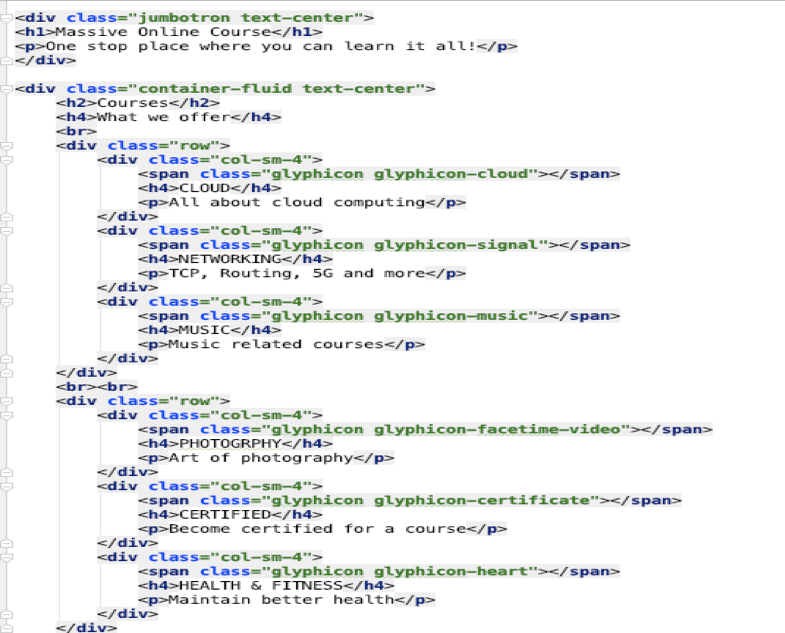 <div class="jumbotron text-center">
<h1>Massive Online Course</h1>
<p>One stop place where you can learn it all!</p>
</div>

<div class="container-fluid text-center">
    <h2>Courses</h2>
    <h4>What we offer</h4>
    <br>
    <div class="row">
        <div class="col-sm-4">
            <span class="glyphicon glyphicon-cloud"></span>
            <h4>CLOUD</h4>
            <p>All about cloud computing</p>
        </div>
        <div class="col-sm-4">
            <span class="glyphicon glyphicon-signal"></span>
            <h4>NETWORKING</h4>
            <p>TCP, Routing, 5G and more</p>
        </div>
        <div class="col-sm-4">
            <span class="glyphicon glyphicon-music"></span>
            <h4>MUSIC</h4>
            <p>Music related courses</p>
        </div>
    </div>
    <br><br>
    <div class="row">
        <div class="col-sm-4">
            <span class="glyphicon glyphicon-facetime-video"></span>
            <h4>PHOTOGRPHY</h4>
            <p>Art of photography</p>
        </div>
        <div class="col-sm-4">
            <span class="glyphicon glyphicon-certificate"></span>
            <h4>CERTIFIED</h4>
            <p>Become certified for a course</p>
        </div>
        <div class="col-sm-4">
            <span class="glyphicon glyphicon-heart"></span>
            <h4>HEALTH & FITNESS</h4>
            <p>Maintain better health</p>
        </div>
    </div>